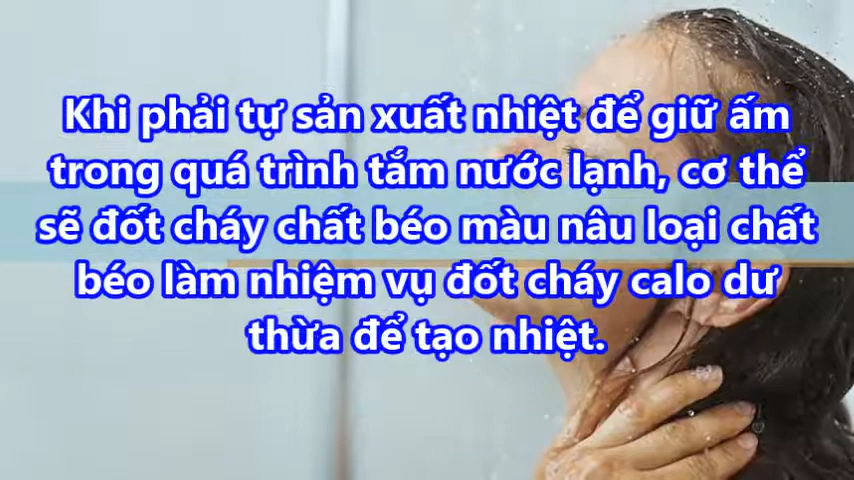 Khi phải tự sản xuất nhiệt để giữ ấm
trong quá trình tắm nước lạnh, cơ thể
sẽ đốt cháy chất béo màu nâu loại chất
béo làm nhiệm vụ đốt cháy calo dư
thừa để tạo nhiệt.